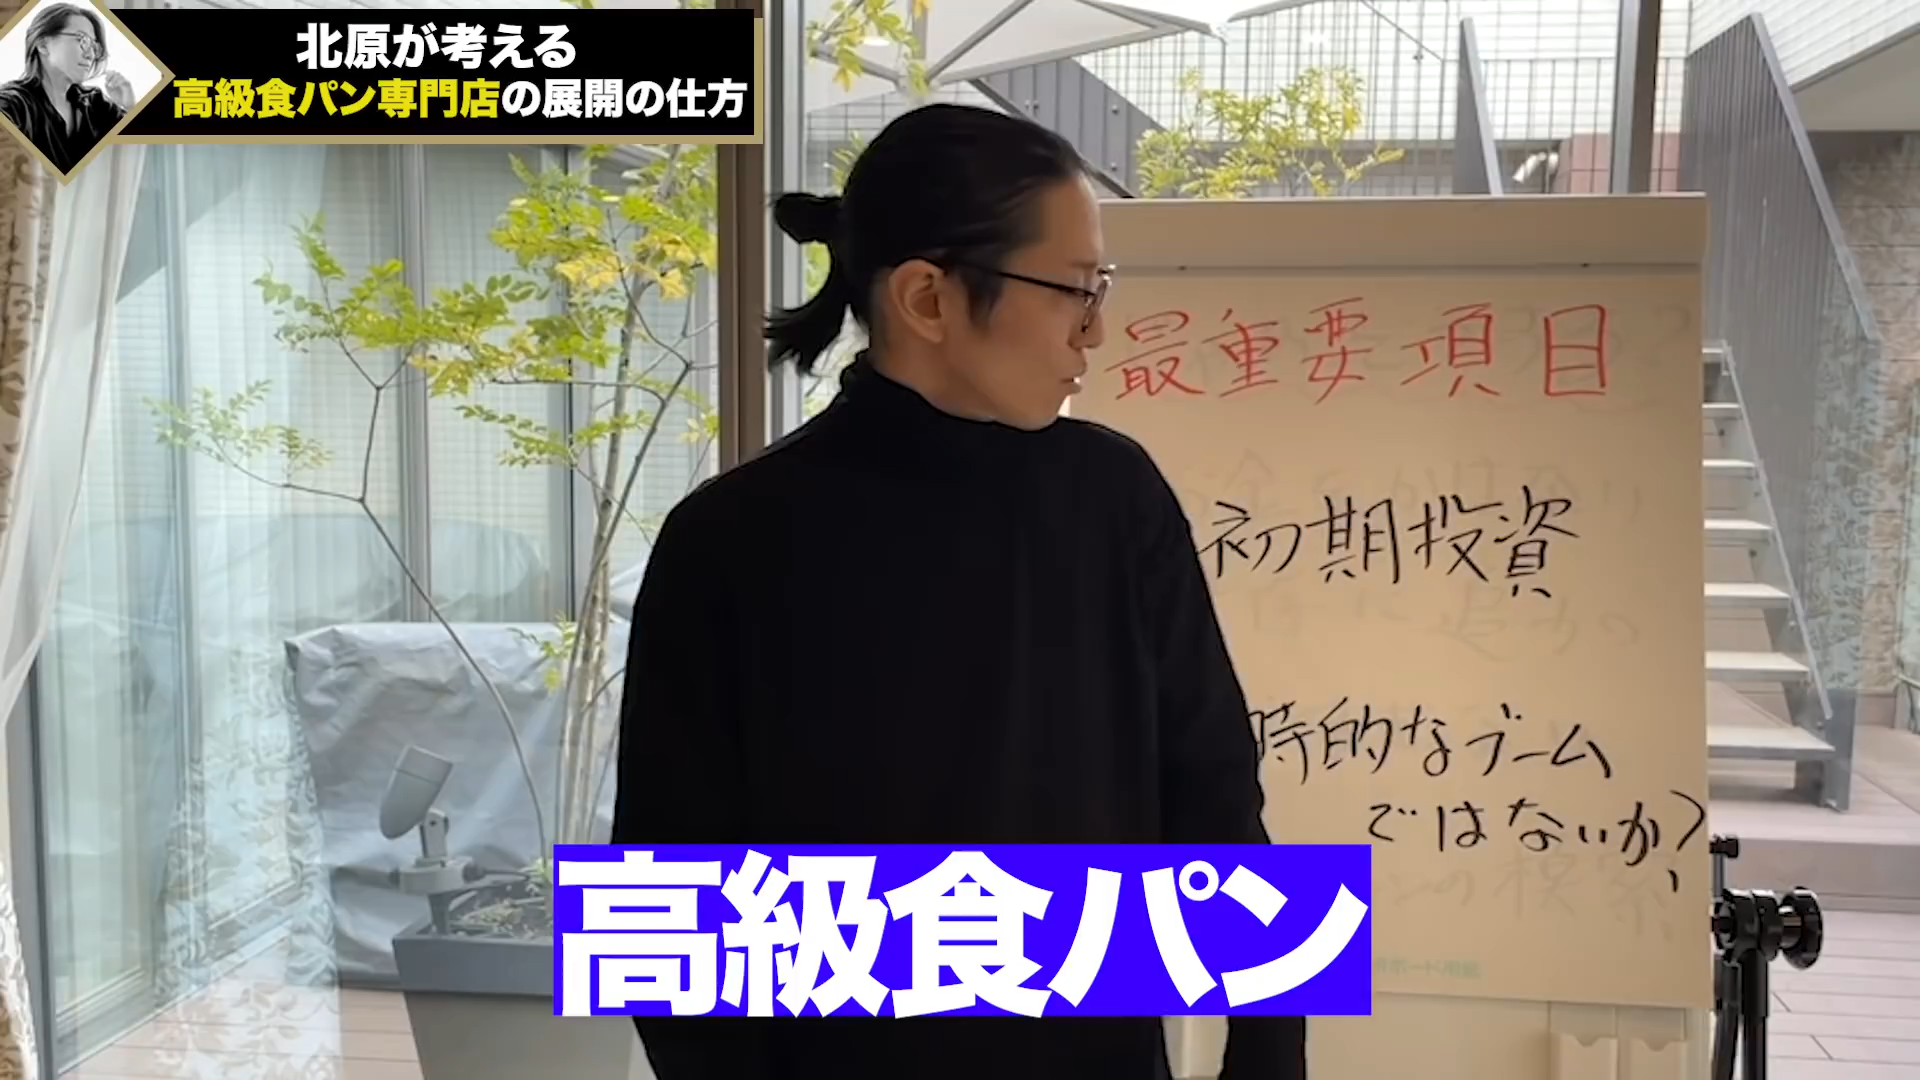 北原が考える
高級食パン専門店の展開の仕方
最重要項目
初期投資
時的なブーム
ではないか?
高級食パン